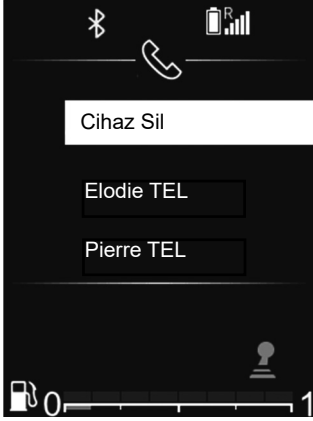 R
Cihaz Sil
Elodie TEL
Pierre TEL
0 1